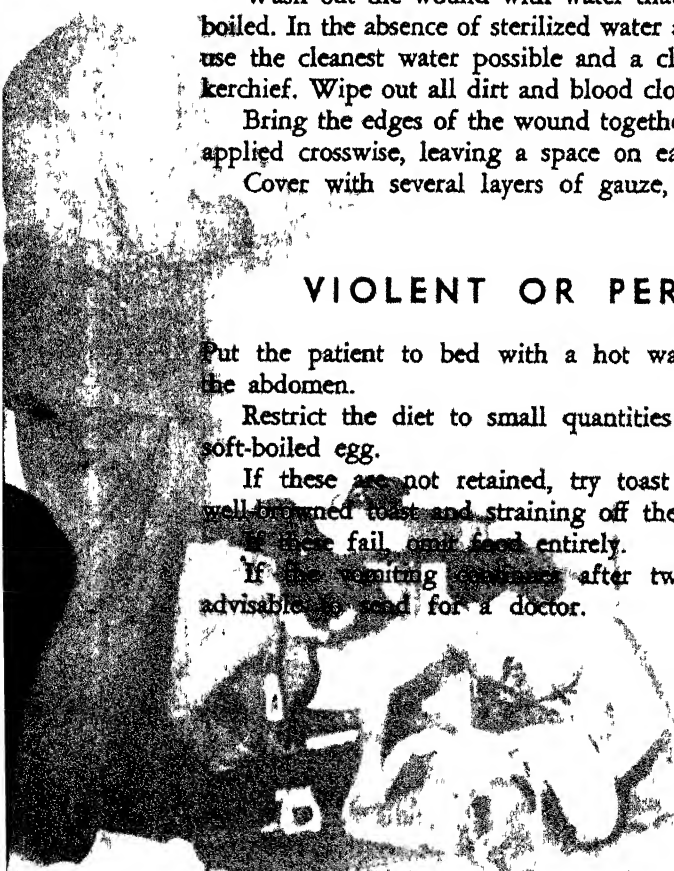 boiled. In the absence of sterilized water
use the cleanest water possible and a cl
kerchief. Wipe out all dirt and blood clo
Bring the edges of the wound togethe
applied crosswise, leaving a space on ea
Cover with several layers of gauze,
VIOLENT OR PER
Put the patient to bed with a hot wa
the abdomen.
Restrict the diet to small quantities
soft-boiled egg.
If these are not retained, try toast
well-browned toast and straining off the
If these fail, omit food entirely.
If the vomiting continues after tw
advisable to send for a doctor.